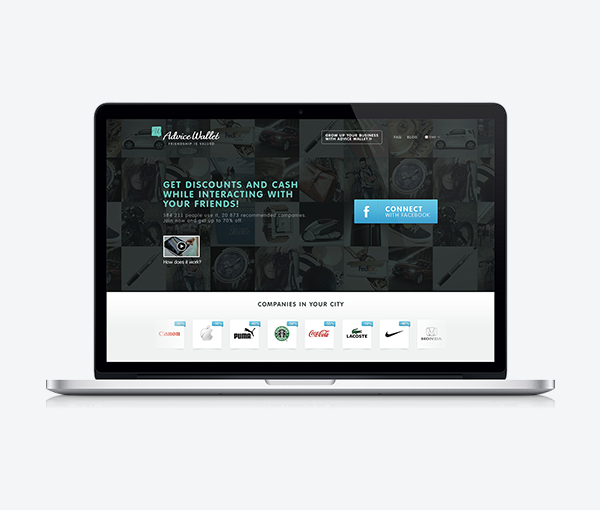 Advice Wallet
FRIENDSHIP IS VALUED
GROW UP YOUR BUSINESS
WITH ADVICE WALLET !!
FAQ
BLOG
GET DISCOUNTS AND CASH
WHILE INTERACTING WITH
YOUR FRIENDS!
584 211 people use it, 20 873 recommended companies.
Join now and get up to 70% off.
f
CONNECT
WITH FACEBOOK
How does it work?
FedEx
COMPANIES IN YOUR CITY
Canon
PUMA
Coca-Cola
LACOSTE